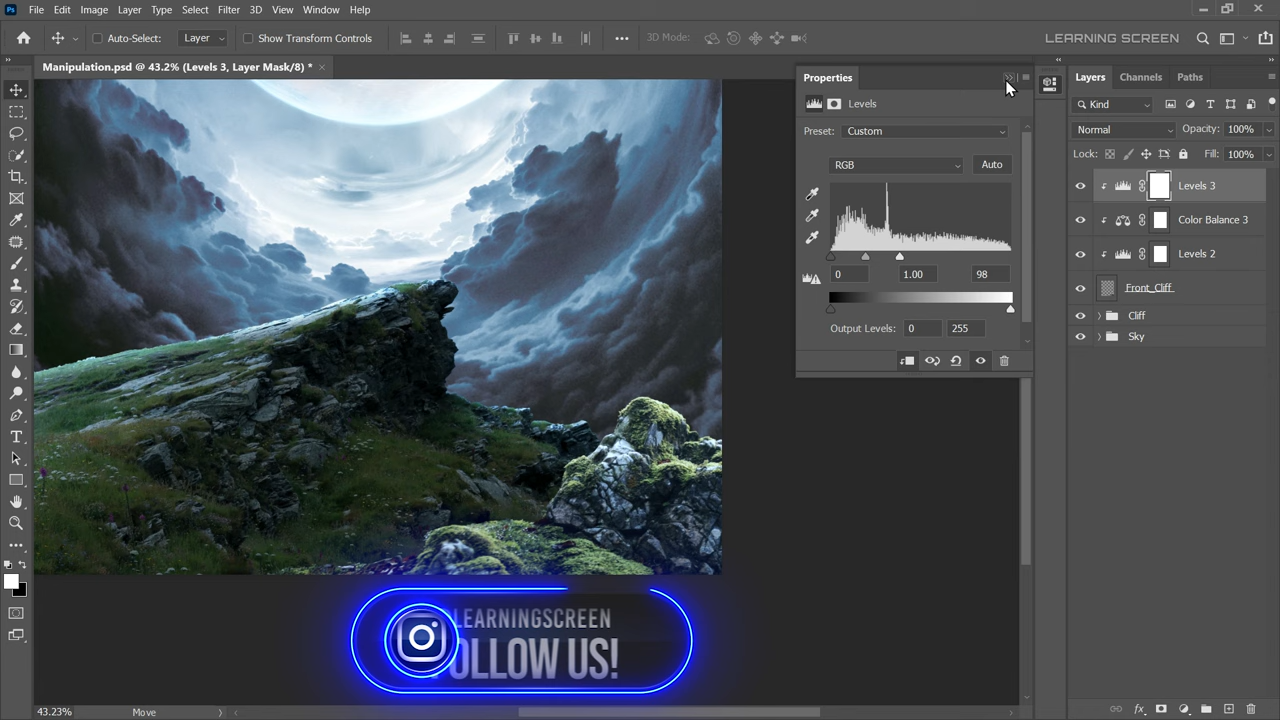 Ps File Edit Image Layer Type Select Filter 3D View Window Help
Auto-Select: Layer Show Transform Controls 3D Mode: LEARNING SCREEN
Manipulation.psd @ 43.2% (Levels 3, Layer Mask/8) *
Properties
Levels
Preset: Custom
RGB Auto
0 1.00 98
Output Levels: 0 255
Layers Channels Paths
Kind
Normal Opacity: 100%
Lock: Fill: 100%
Levels 3
Color Balance 3
Levels 2
Front_Cliff
Cliff
Sky
LEARNINGSCREEN
FOLLOW US!
43.23% Move